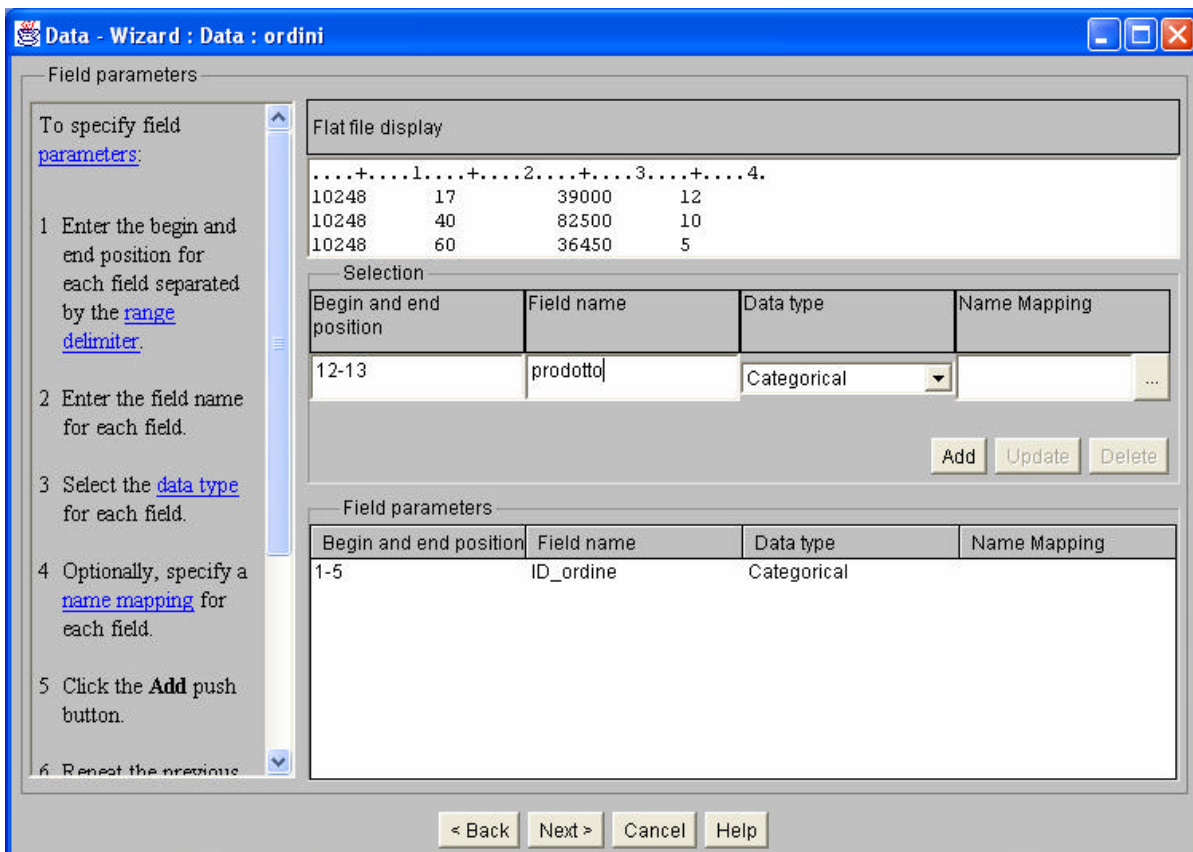 Data - Wizard : Data : ordini
Field parameters
To specify field
parameters:
1 Enter the begin and
end position for
each field separated
by the range
delimiter.
2 Enter the field name
for each field.
3 Select the data type
for each field.
4 Optionally, specify a
name mapping for
each field.
5 Click the Add push
button.
6 Repeat the previous
Flat file display
....+....1....+....2....+....3....+....4.
10248 17 39000 12
10248 40 82500 10
10248 60 36450 5
Selection
Begin and end
position
Field name
Data type
Name Mapping
12-13
prodotto
Categorical
...
Add
Update
Delete
Field parameters
Begin and end position Field name Data type Name Mapping
1-5 ID_ordine Categorical
< Back
Next >
Cancel
Help